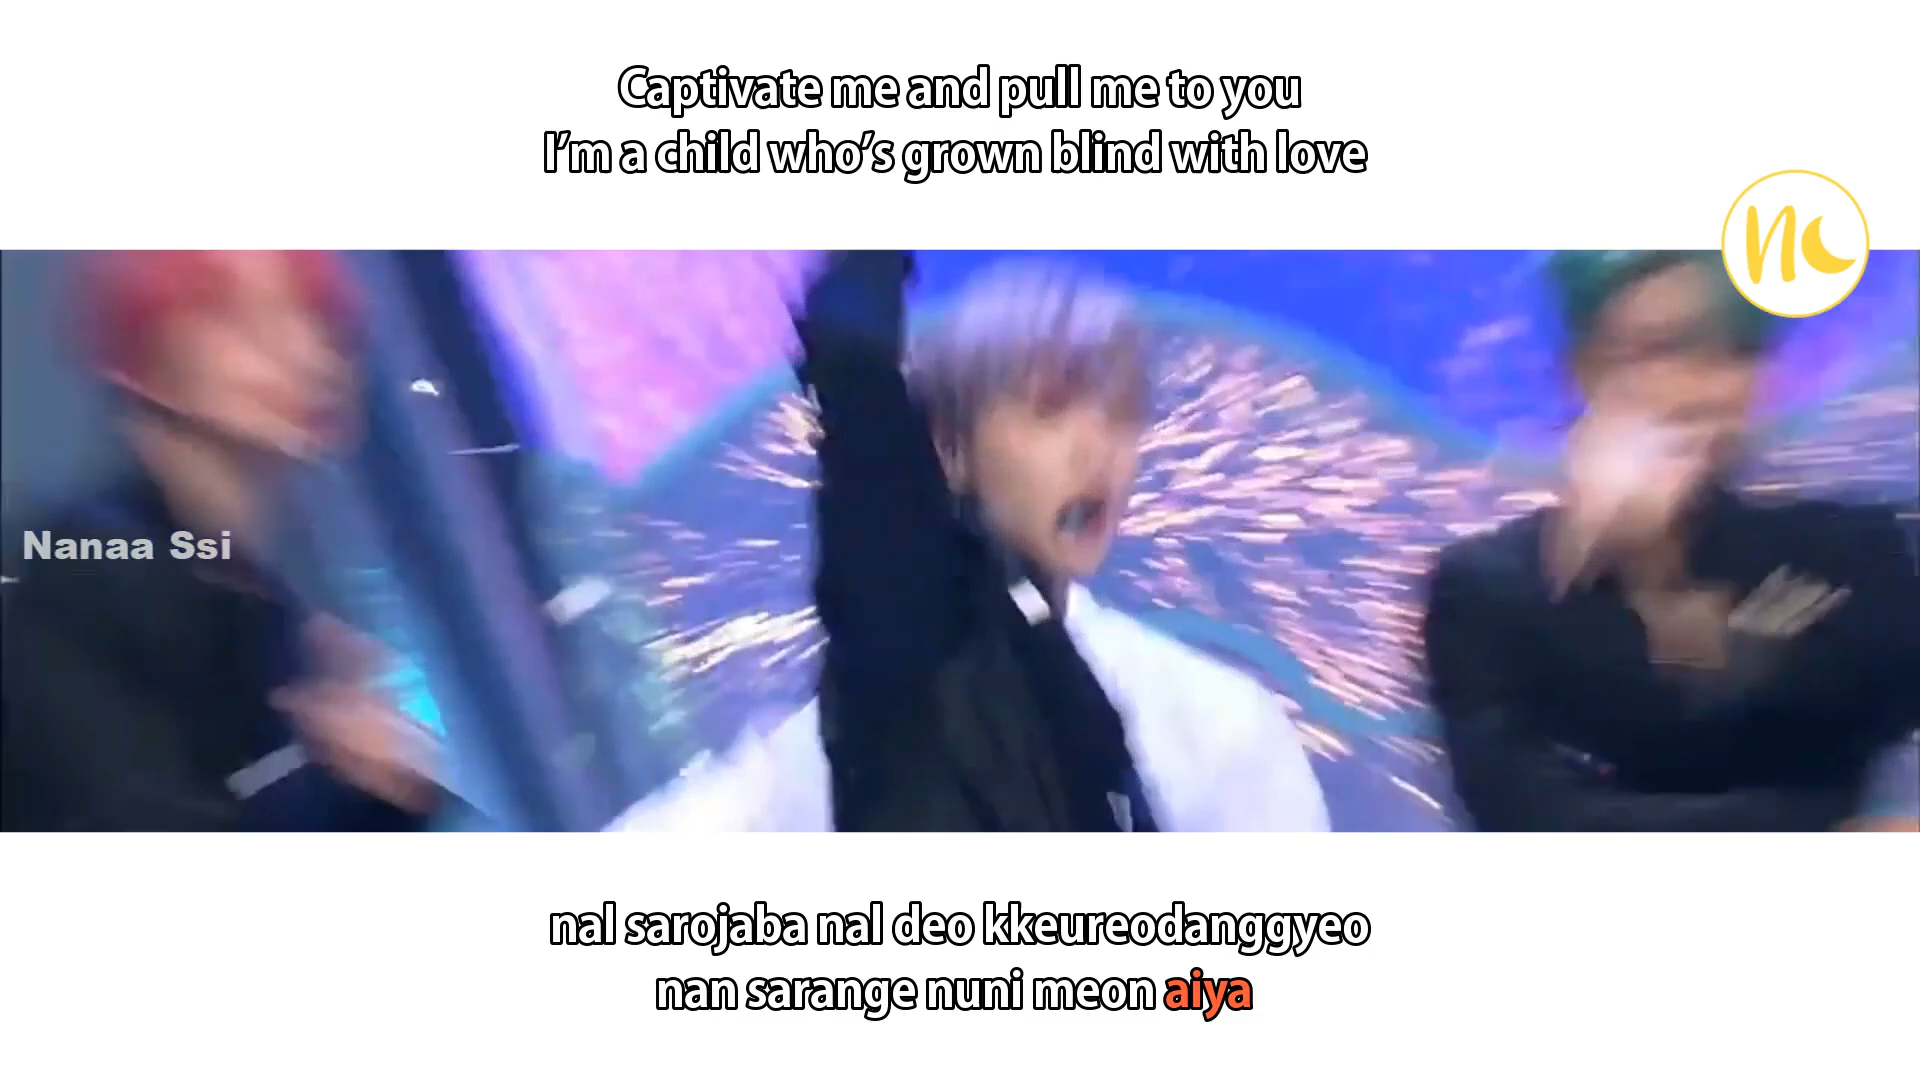 Captivate me and pull me to you
I'm a child who's grown blind with love
nc
Nanaa Ssi
nal sarojaba nal deo kkeureodanggyeo
nan sarange nuni meon aiya